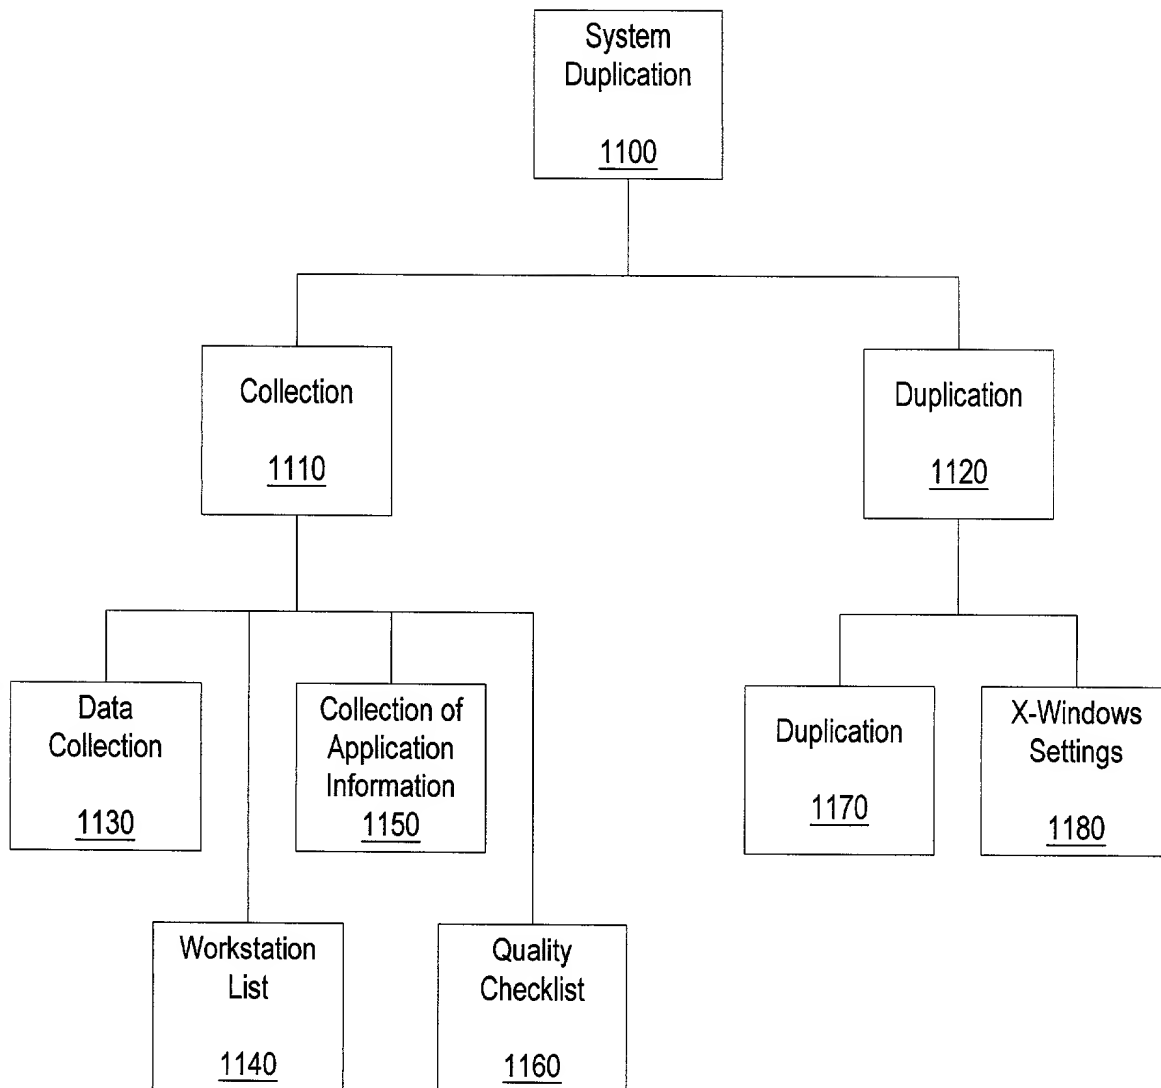 System
Duplication
1100
Collection
1110
Duplication
1120
Data
Collection
1130
Collection of
Application
Information
1150
Duplication
1170
X-Windows
Settings
1180
Workstation
List
1140
Quality
Checklist
1160